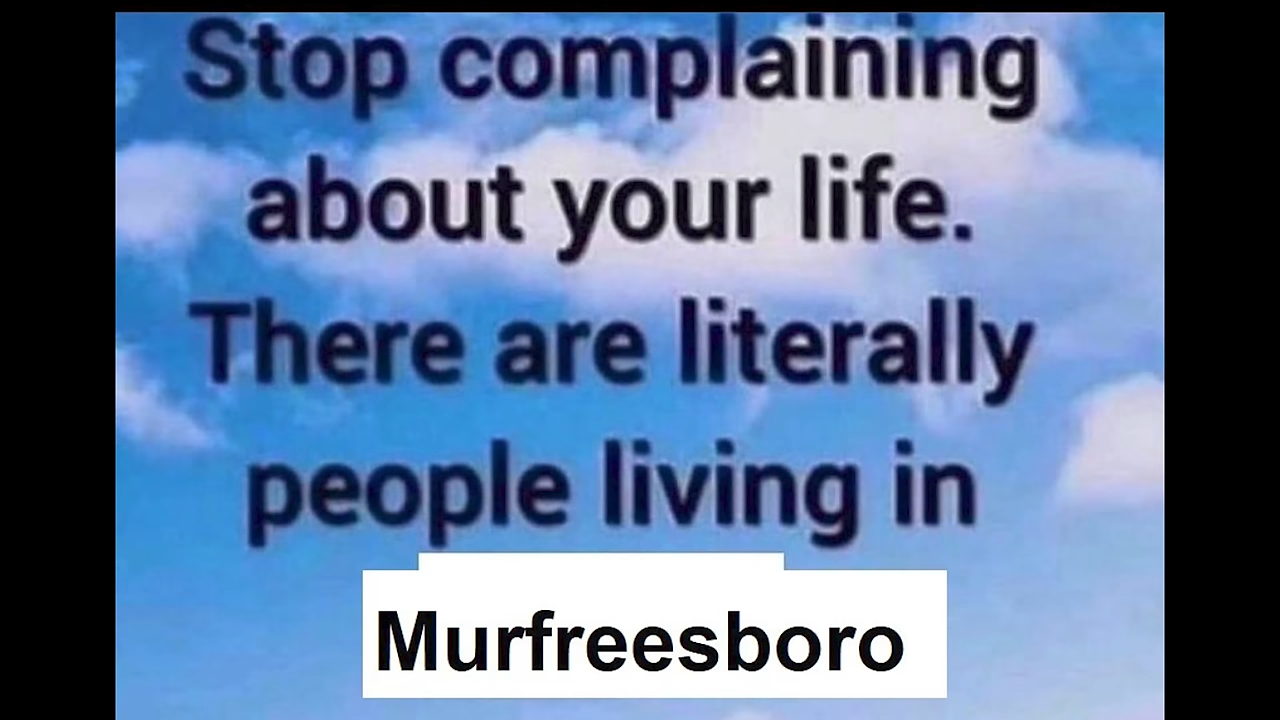 Stop complaining
about your life.
There are literally
people living in
Murfreesboro